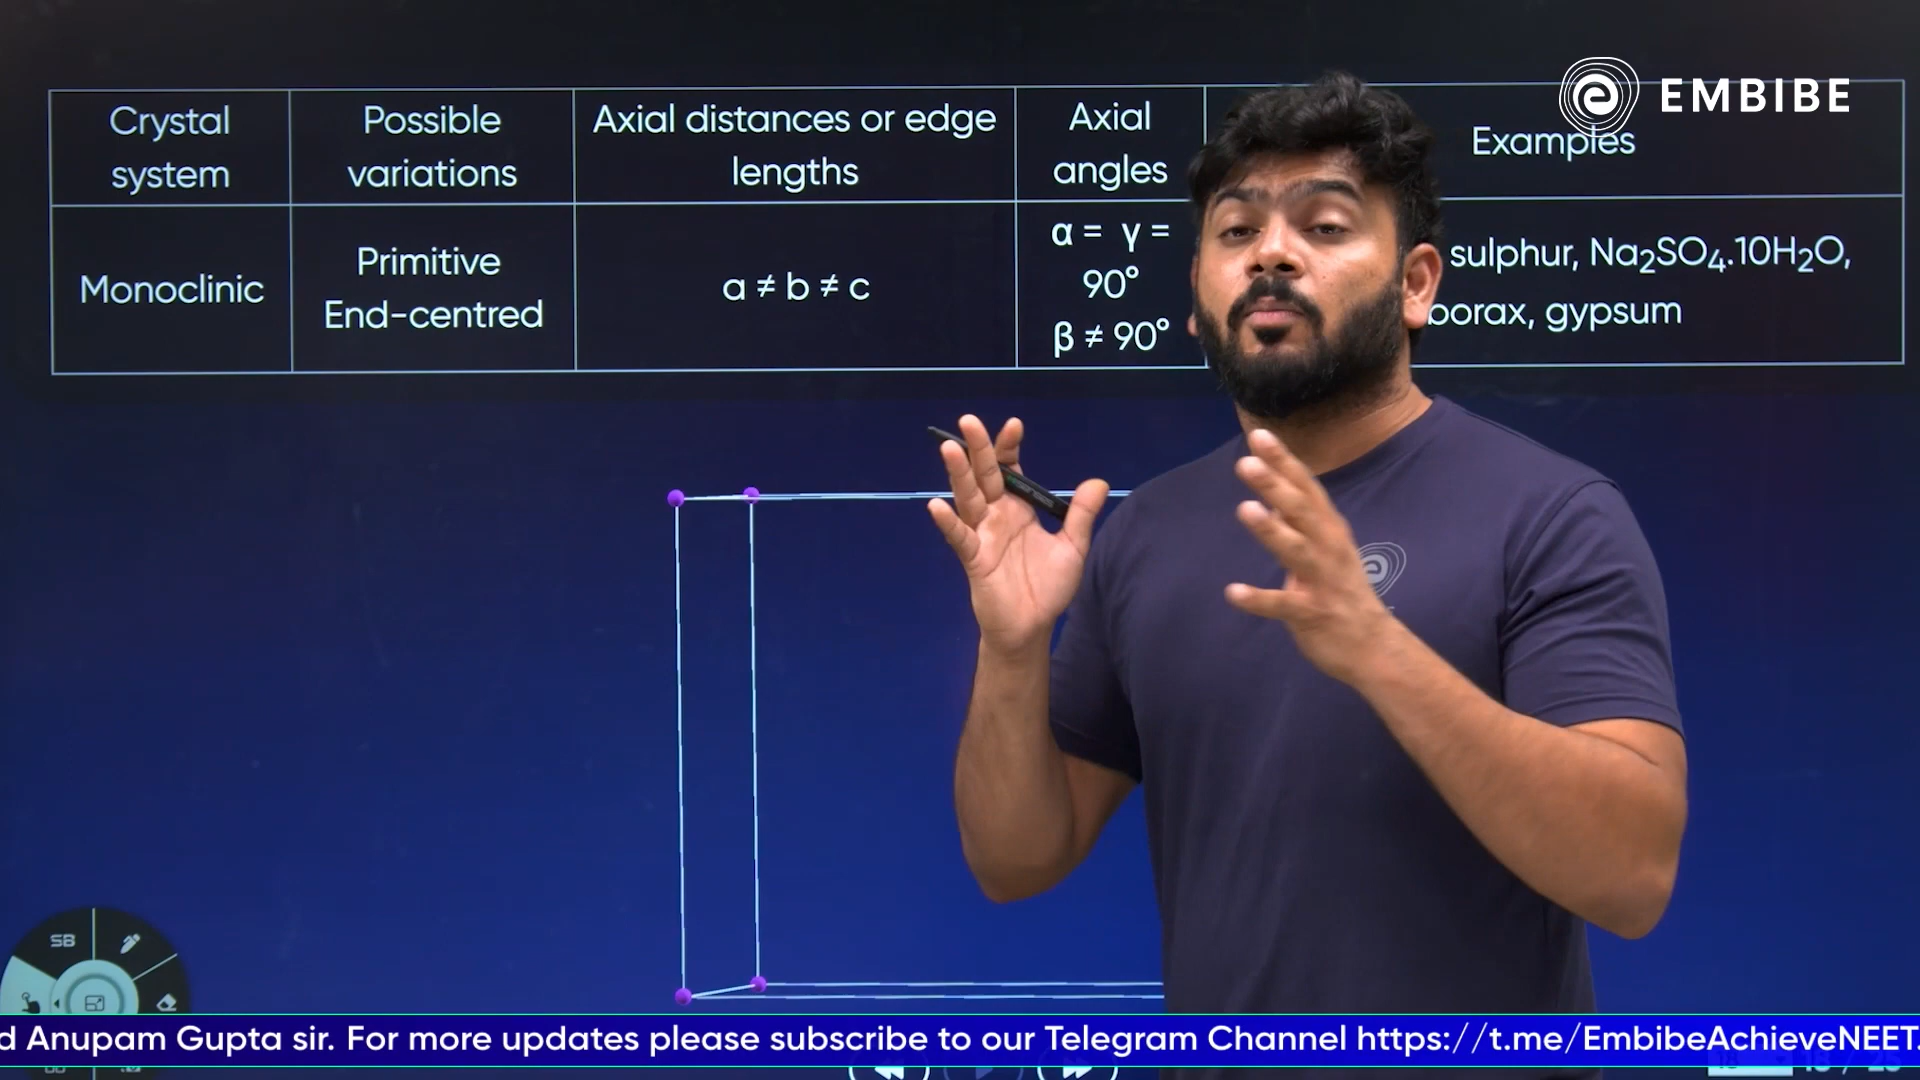 EMBIBE
Crystal
system
Possible
variations
Axial distances or edge
lengths
Axial
angles
Examples
Monoclinic
Primitive
End-centred
a ≠ b ≠ c
α = γ =
90°
β ≠ 90°
sulphur, Na₂SO₄.10H₂O,
borax, gypsum
SB
d Anupam Gupta sir. For more updates please subscribe to our Telegram Channel https://t.me/EmbibeAchieveNEET.